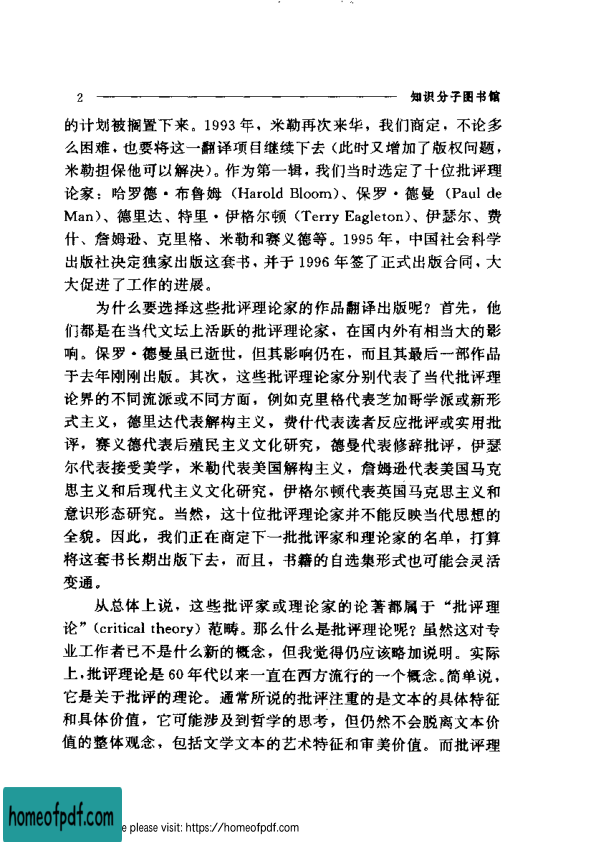 2 知识分子图书馆
的计划被搁置下来。1993年，米勒再次来华，我们商定，不论多
么困难，也要将这一翻译项目继续下去（此时又增加了版权问题，
米勒担保他可以解决）。作为第一辑，我们当时选定了十位批评理
论家：哈罗德·布鲁姆（Harold Bloom）、保罗·德曼（Paul de
Man）、德里达、特里·伊格尔顿（Terry Eagleton）、伊瑟尔、费
什、詹姆逊、克里格、米勒和赛义德等。1995年，中国社会科学
出版社决定独家出版这套书，并于1996年签了正式出版合同，大
大促进了工作的进展。
为什么要选择这些批评理论家的作品翻译出版呢？首先，他
们都是在当代文坛上活跃的批评理论家，在国内外有相当大的影
响。保罗·德曼虽已逝世，但其影响仍在，而且其最后一部作品
于去年刚刚出版。其次，这些批评理论家分别代表了当代批评理
论界的不同流派或不同方面，例如克里格代表芝加哥学派或新形
式主义，德里达代表解构主义，费什代表读者反应批评或实用批
评，赛义德代表后殖民主义文化研究，德曼代表修辞批评，伊瑟
尔代表接受美学，米勒代表美国解构主义，詹姆逊代表美国马克
思主义和后现代主义文化研究，伊格尔顿代表英国马克思主义和
意识形态研究。当然，这十位批评理论家并不能反映当代思想的
全貌。因此，我们正在商定下一批批评家和理论家的名单，打算
将这套书长期出版下去，而且，书籍的自选集形式也可能会灵活
变通。
从总体上说，这些批评家或理论家的论著都属于“批评理
论”（critical theory）范畴。那么什么是批评理论呢？虽然这对专
业工作者已不是什么新的概念，但我觉得仍应该略加说明。实际
上，批评理论是60年代以来一直在西方流行的一个概念。简单说，
它是关于批评的理论。通常所说的批评注重的是文本的具体特征
和具体价值，它可能涉及到哲学的思考，但仍然不会脱离文本价
值的整体观念，包括文学文本的艺术特征和审美价值。而批评理
homeofpdf.com
e please visit: https://homeofpdf.com